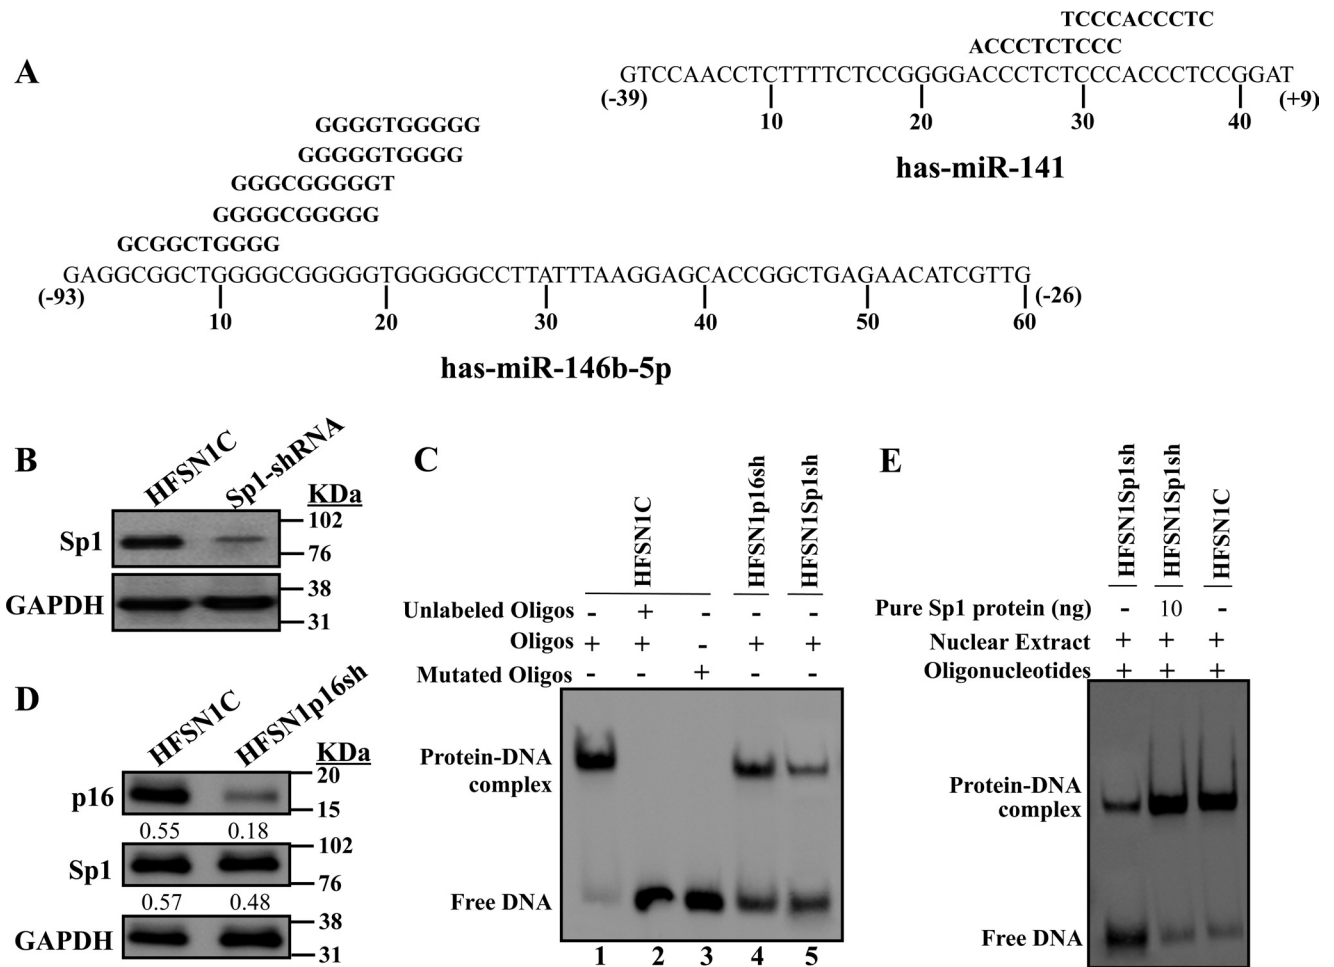 A
TCCCACCCTC
ACCCTCTCCC
GTCCAACCTCTTTTCTCCGGGGACCCTCTCCCACCCTCCGGAT
(-39) (+9)
10 20 30 40
has-miR-141
GGGGTGGGGG
GGGGGTGGGG
GGGCGGGGGT
GGGGCGGGGG
GCGGCTGGGG
GAGGCGGCTGGGGCGGGGGTGGGGGCCTTATTTAAGGAGCACCGGCTGAGAACATCGTTG
(-93) (-26)
10 20 30 40 50 60
has-miR-146b-5p
B
HFSN1C Sp1-shRNA
KDa
Sp1 102
76
GAPDH 38
31
C
HFSN1C HFSN1p16sh HFSN1Sp1sh
Unlabeled Oligos - + - - -
Oligos + + - + +
Mutated Oligos - - + - -
Protein-DNA
complex
Free DNA
1 2 3 4 5
D
HFSN1C HFSN1p16sh
KDa
p16 20
15
0.55 0.18
Sp1 102
76
0.57 0.48
GAPDH 38
31
E
HFSN1Sp1sh HFSN1Sp1sh HFSN1C
Pure Sp1 protein (ng) - 10 -
Nuclear Extract + + +
Oligonucleotides + + +
Protein-DNA
complex
Free DNA